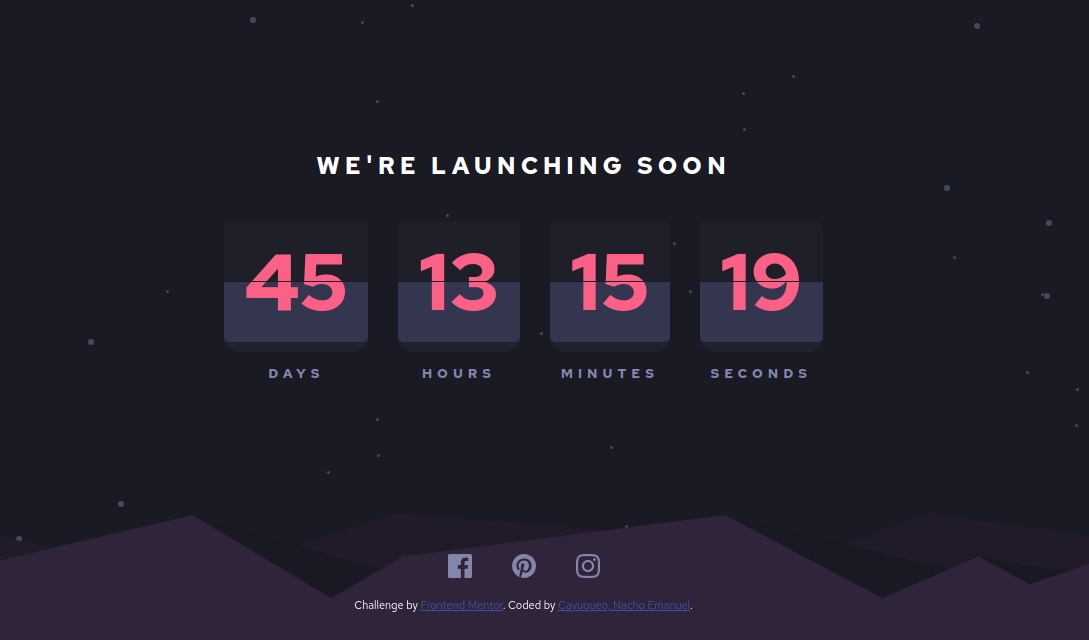 WE'RE LAUNCHING SOON
45 13 15 19
DAYS HOURS MINUTES SECONDS
Challenge by Frontend Mentor. Coded by Cayuqueo, Nacho Emanuel.